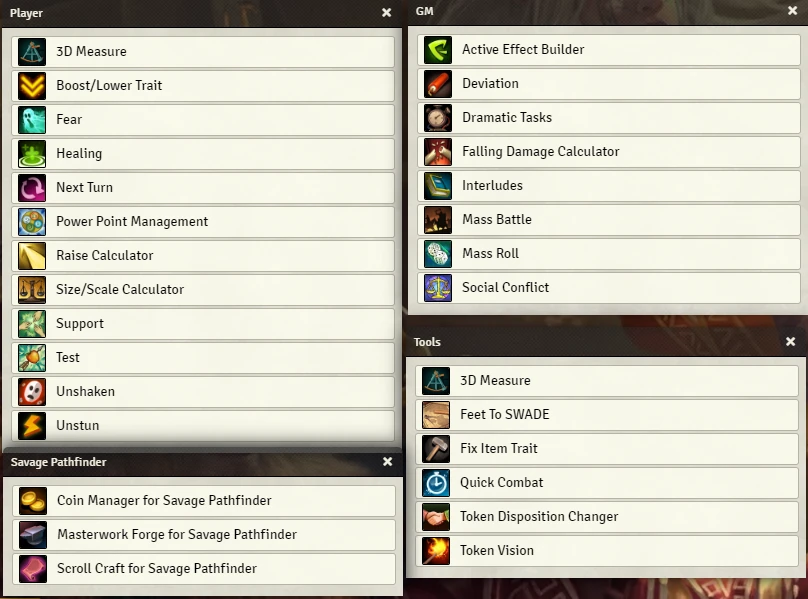 Player
3D Measure
Boost/Lower Trait
Fear
Healing
Next Turn
Power Point Management
Raise Calculator
Size/Scale Calculator
Support
Test
Unshaken
Unstun
Savage Pathfinder
Coin Manager for Savage Pathfinder
Masterwork Forge for Savage Pathfinder
Scroll Craft for Savage Pathfinder
GM
Active Effect Builder
Deviation
Dramatic Tasks
Falling Damage Calculator
Interludes
Mass Battle
Mass Roll
Social Conflict
Tools
3D Measure
Feet To SWADE
Fix Item Trait
Quick Combat
Token Disposition Changer
Token Vision